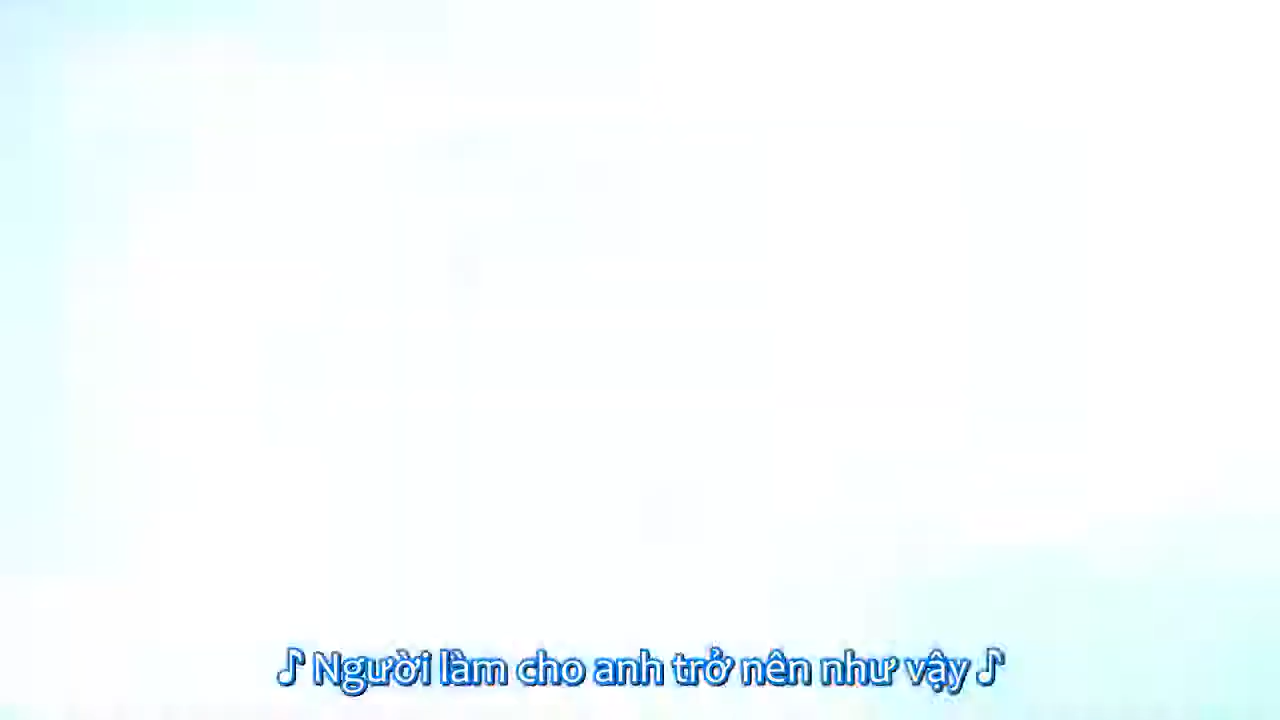 ♪ Người làm cho anh trở nên như vậy ♪